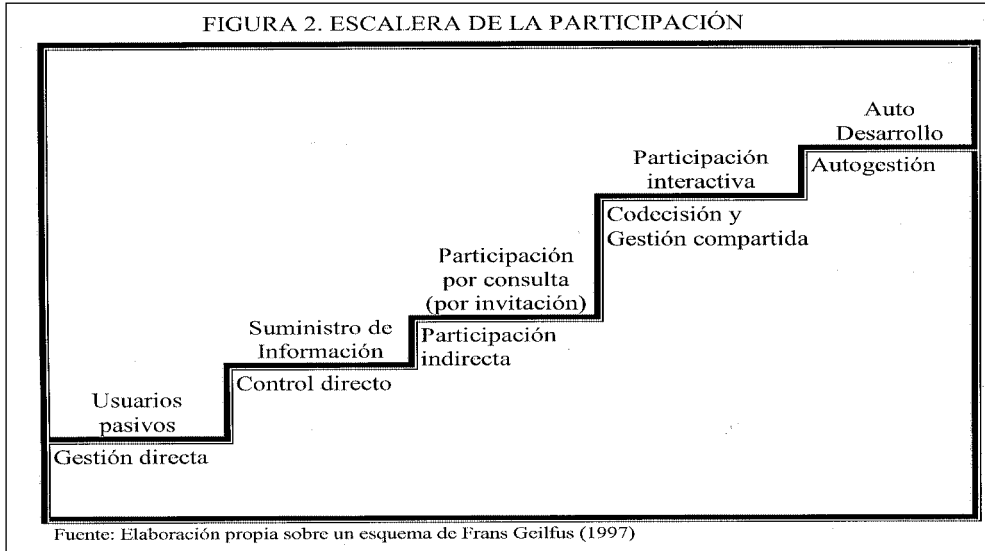 FIGURA 2. ESCALERA DE LA PARTICIPACIÓN
Auto
Desarrollo
Autogestión
Participación
interactiva
Codecisión y
Gestión compartida
Participación
por consulta
(por invitación)
Participación
indirecta
Suministro de
Información
Control directo
Usuarios
pasivos
Gestión directa
Fuente: Elaboración propia sobre un esquema de Frans Geilfus (1997)